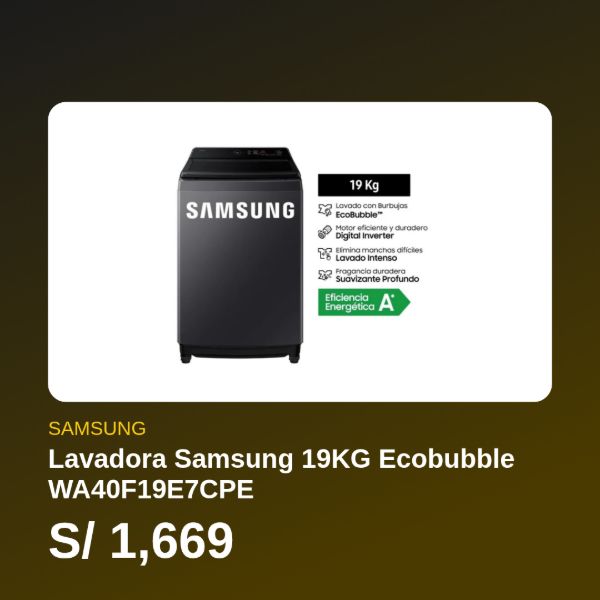 SAMSUNG
19 Kg
Lavado con Burbujas
EcoBubble™
Motor eficiente y duradero
Digital Inverter
Elimina manchas difíciles
Lavado Intenso
Fragancia duradera
Suavizante Profundo
Eficiencia
Energética A*
SAMSUNG
Lavadora Samsung 19KG Ecobubble
WA40F19E7CPE
S/ 1,669